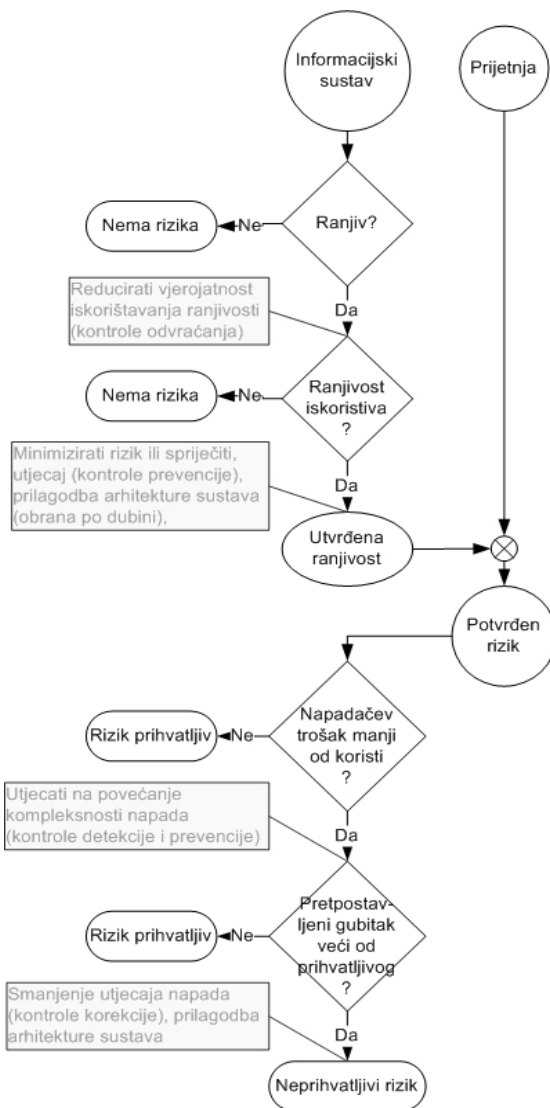 Informacijski
sustav
Prijetnja
Ranjiv?
Ne
Nema rizika
Reducirati vjerojatnost
iskorištavanja ranjivosti
(kontrole odvraćanja)
Da
Ranjivost
iskoristiva
?
Ne
Nema rizika
Minimizirati rizik ili spriječiti,
utjecaj (kontrole prevencije),
prilagodba arhitekture sustava
(obrana po dubini),
Da
Utvrđena
ranjivost
Potvrđen
rizik
Napadačev
trošak manji
od koristi
?
Ne
Rizik prihvatljiv
Utjecati na povećanje
kompleksnosti napada
(kontrole detekcije i prevencije)
Da
Pretpostav-
ljeni gubitak
veći od
prihvatljivog
?
Ne
Rizik prihvatljiv
Smanjenje utjecaja napada
(kontrole korekcije), prilagodba
arhitekture sustava
Da
Neprihvatljivi rizik